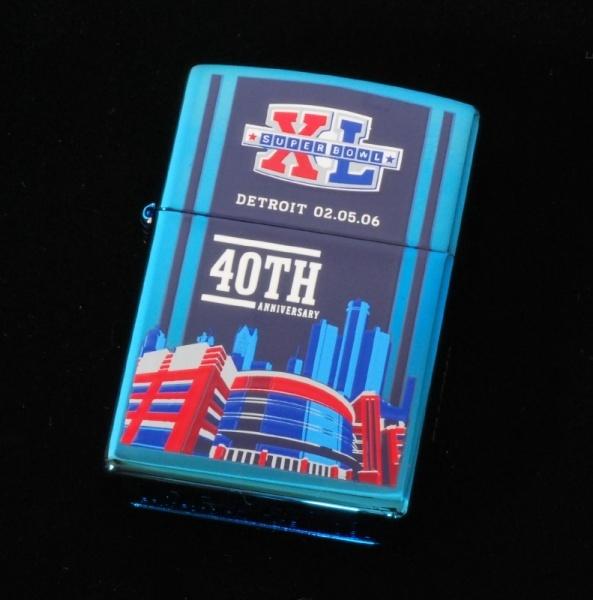 XL
SUPER BOWL
DETROIT 02.05.06
40TH
ANNIVERSARY